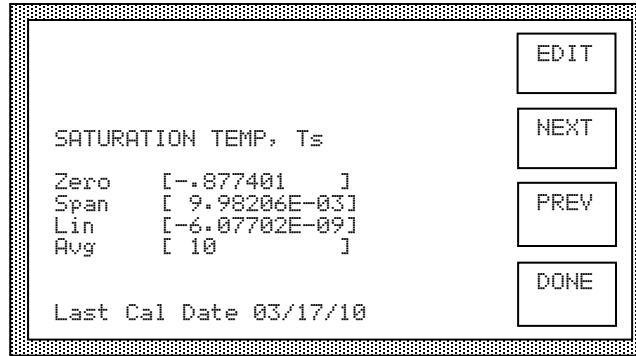 EDIT
NEXT
SATURATION TEMP, Ts
Zero [-.877401 ]
Span [ 9.98206E-03]
PREV
Lin [-6.07702E-09]
Avg [ 10 ]
DONE
Last Cal Date 03/17/10